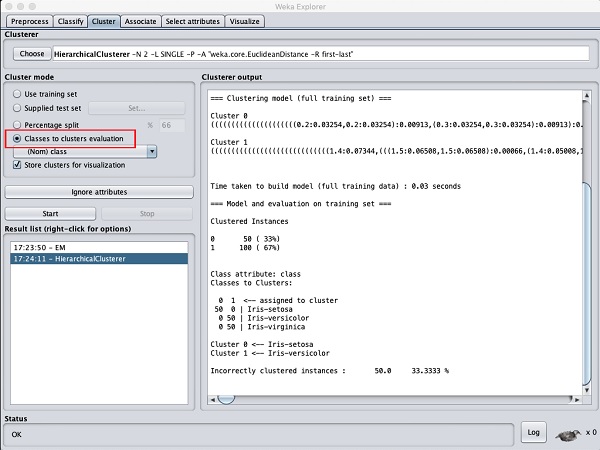 Weka Explorer
Preprocess Classify Cluster Associate Select attributes Visualize
Clusterer
Choose HierarchicalClusterer -N 2 -L SINGLE -P -A "weka.core.EuclideanDistance -R first-last"
Cluster mode
Use training set
Supplied test set Set...
Percentage split % 66
Classes to clusters evaluation
(Nom) class
Store clusters for visualization
Ignore attributes
Start Stop
Result list (right-click for options)
17:23:50 - EM
17:24:11 - HierarchicalClusterer
Clusterer output
=== Clustering model (full training set) ===
Cluster 0
((((((((((((((((((((((0.2:0.03254,0.2:0.03254):0.00913,(0.3:0.03254,0.3:0.03254):0.00913):0.
Cluster 1
((((((((((((((((((((((((((((1.4:0.07344,(((1.5:0.06508,1.5:0.06508):0.00066,(1.4:0.05008,1
Time taken to build model (full training data) : 0.03 seconds
=== Model and evaluation on training set ===
Clustered Instances
0 50 ( 33%)
1 100 ( 67%)
Class attribute: class
Classes to Clusters:
0 1 <-- assigned to cluster
50 0 | Iris-setosa
0 50 | Iris-versicolor
0 50 | Iris-virginica
Cluster 0 <-- Iris-setosa
Cluster 1 <-- Iris-versicolor
Incorrectly clustered instances : 50.0 33.3333 %
Status
OK
Log
x 0